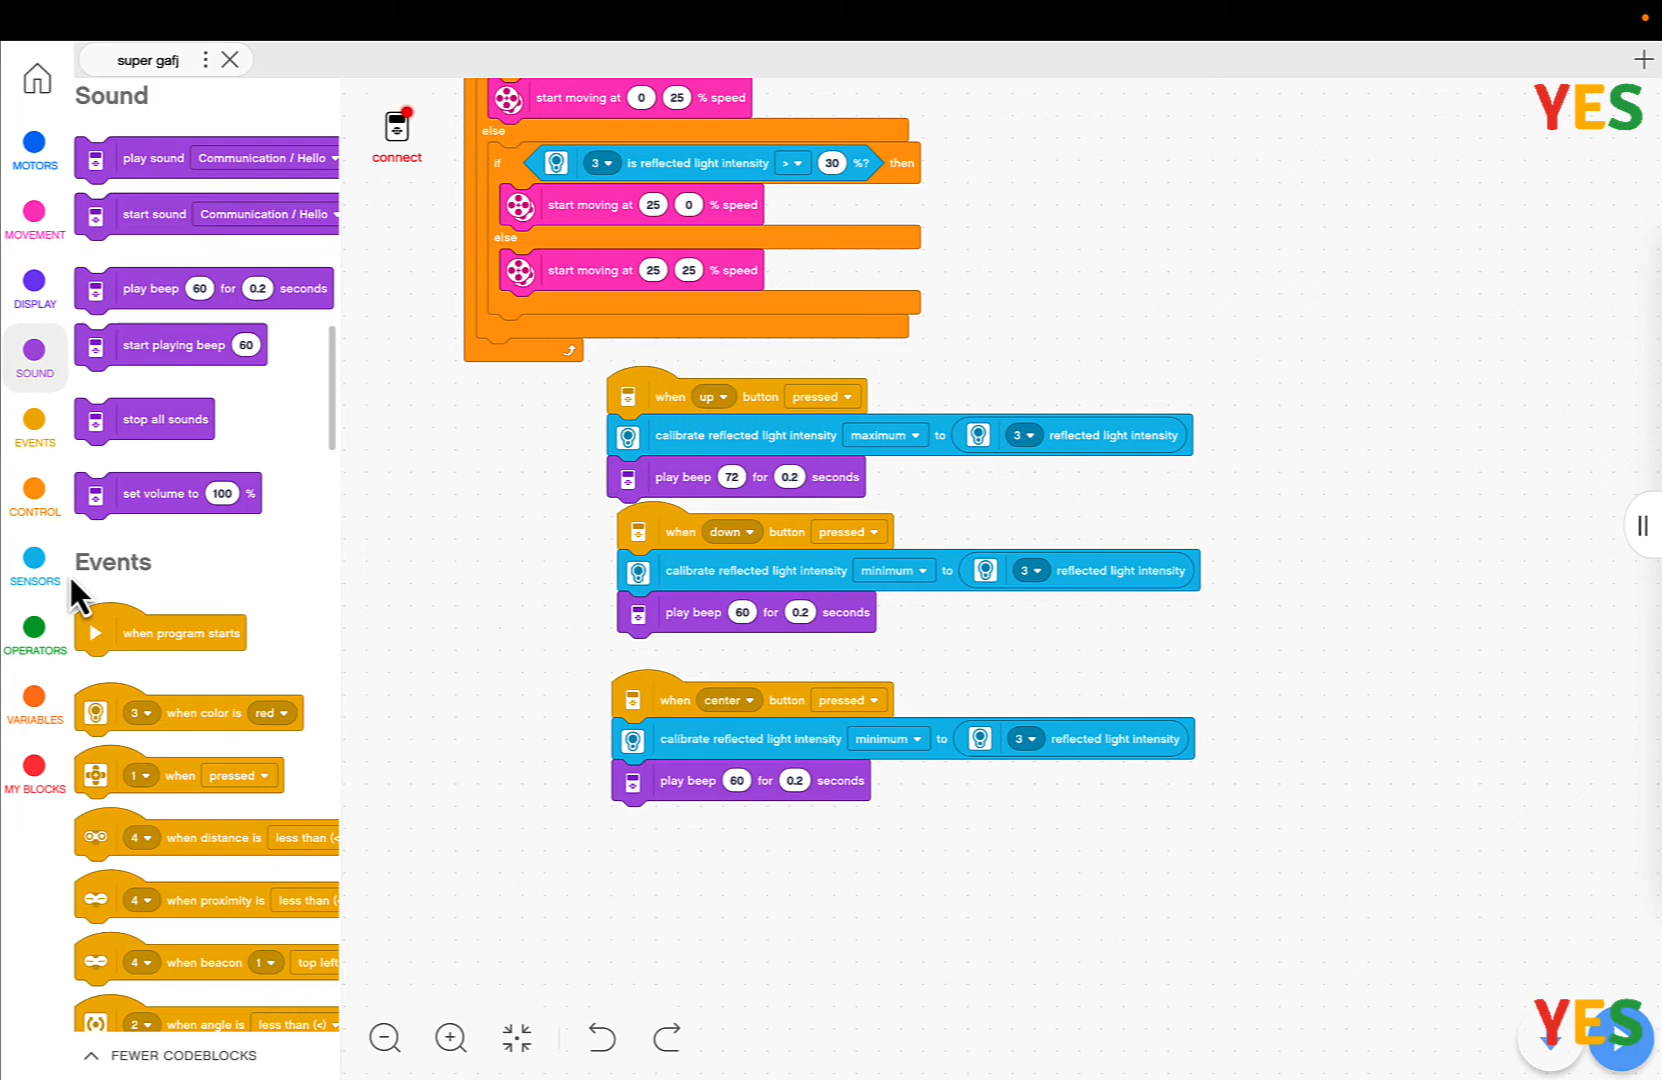 super gafj
YES
Sound
MOTORS
MOVEMENT
DISPLAY
SOUND
EVENTS
CONTROL
SENSORS
OPERATORS
VARIABLES
MY BLOCKS
play sound Communication / Hello
start sound Communication / Hello
play beep 60 for 0.2 seconds
start playing beep 60
stop all sounds
set volume to 100 %
Events
when program starts
3 when color is red
1 when pressed
4 when distance is less than (<
4 when proximity is less than (
4 when beacon 1 top left
2 when angle is less than (<)
FEWER CODEBLOCKS
connect
start moving at 0 25 % speed
else
if 3 is reflected light intensity > 30 %? then
start moving at 25 0 % speed
else
start moving at 25 25 % speed
when up button pressed
calibrate reflected light intensity maximum to 3 reflected light intensity
play beep 72 for 0.2 seconds
when down button pressed
calibrate reflected light intensity minimum to 3 reflected light intensity
play beep 60 for 0.2 seconds
when center button pressed
calibrate reflected light intensity minimum to 3 reflected light intensity
play beep 60 for 0.2 seconds
YES